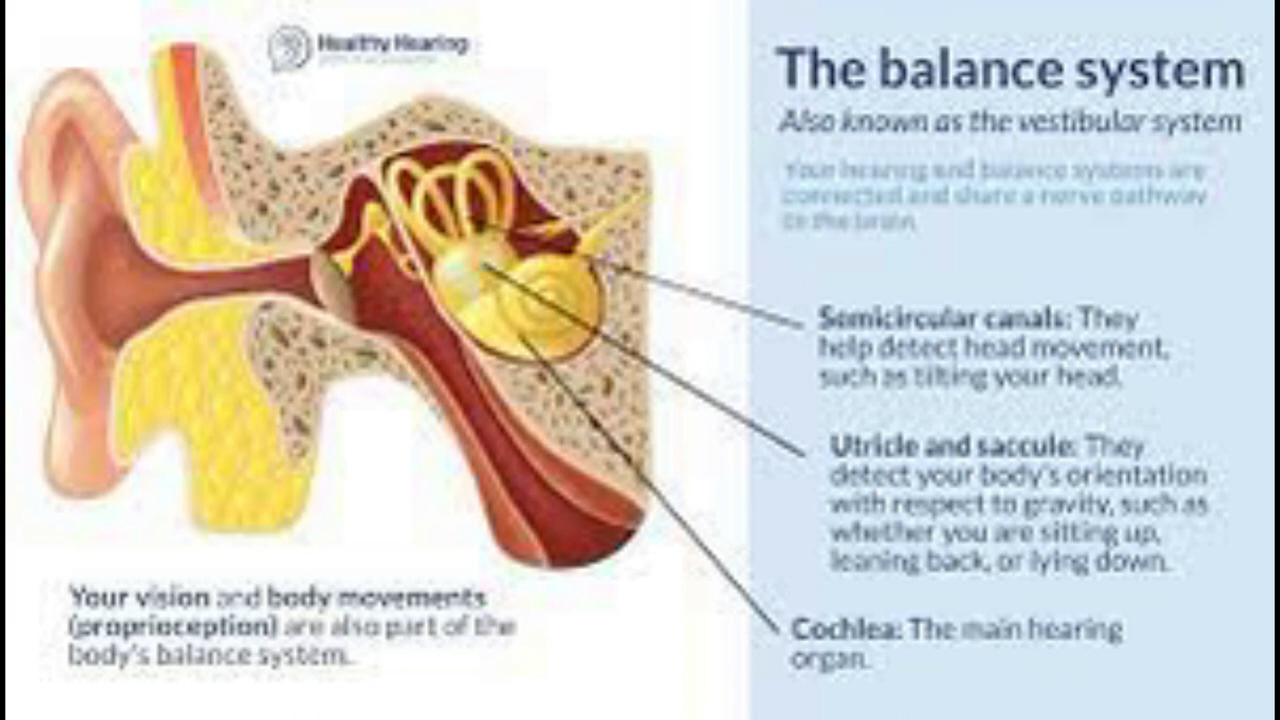 Healthy Hearing
The balance system
Also known as the vestibular system
Your hearing and balance systems are
connected and share a nerve pathway
to the brain.
Semicircular canals: They
help detect head movement,
such as tilting your head.
Utricle and saccule: They
detect your body's orientation
with respect to gravity, such as
whether you are sitting up,
leaning back, or lying down.
Cochlea: The main hearing
organ.
Your vision and body movements
(proprioception) are also part of the
body's balance system.